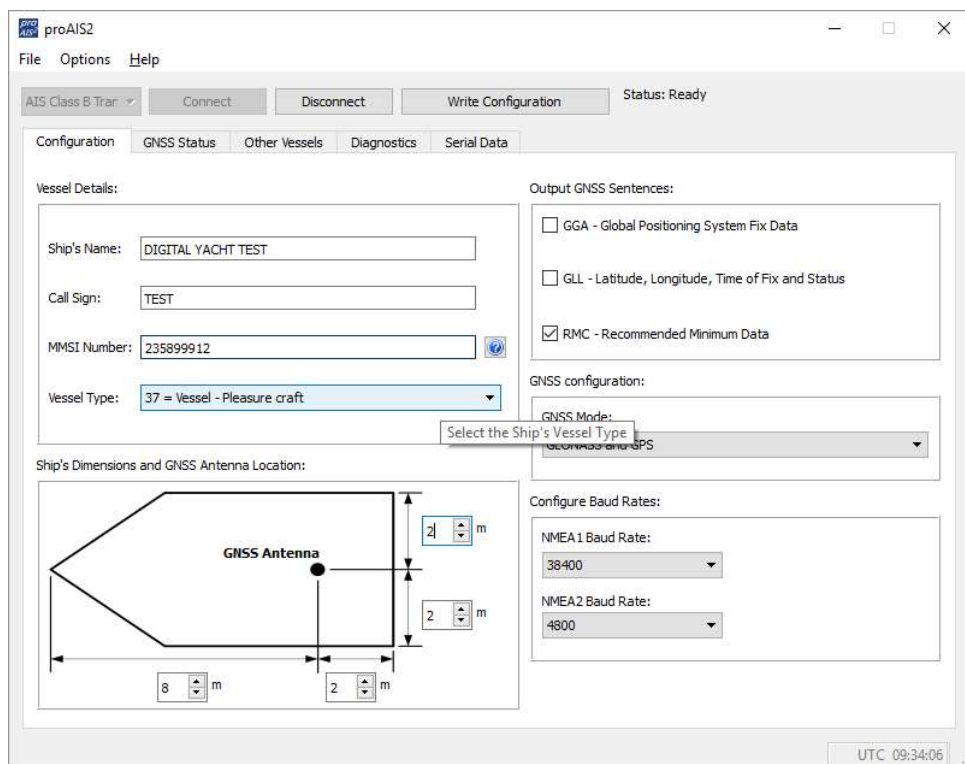 proAIS2
File Options Help
AIS Class B Tran Connect Disconnect Write Configuration Status: Ready
Configuration GNSS Status Other Vessels Diagnostics Serial Data
Vessel Details:
Ship's Name: DIGITAL YACHT TEST
Call Sign: TEST
MMSI Number: 235899912
Vessel Type: 37 = Vessel - Pleasure craft
Select the Ship's Vessel Type
Ship's Dimensions and GNSS Antenna Location:
GNSS Antenna
2 m
2 m
8 m 2 m
Output GNSS Sentences:
GGA - Global Positioning System Fix Data
GLL - Latitude, Longitude, Time of Fix and Status
RMC - Recommended Minimum Data
GNSS configuration:
GNSS Mode:
GLONASS and GPS
Configure Baud Rates:
NMEA1 Baud Rate:
38400
NMEA2 Baud Rate:
4800
UTC 09:34:06